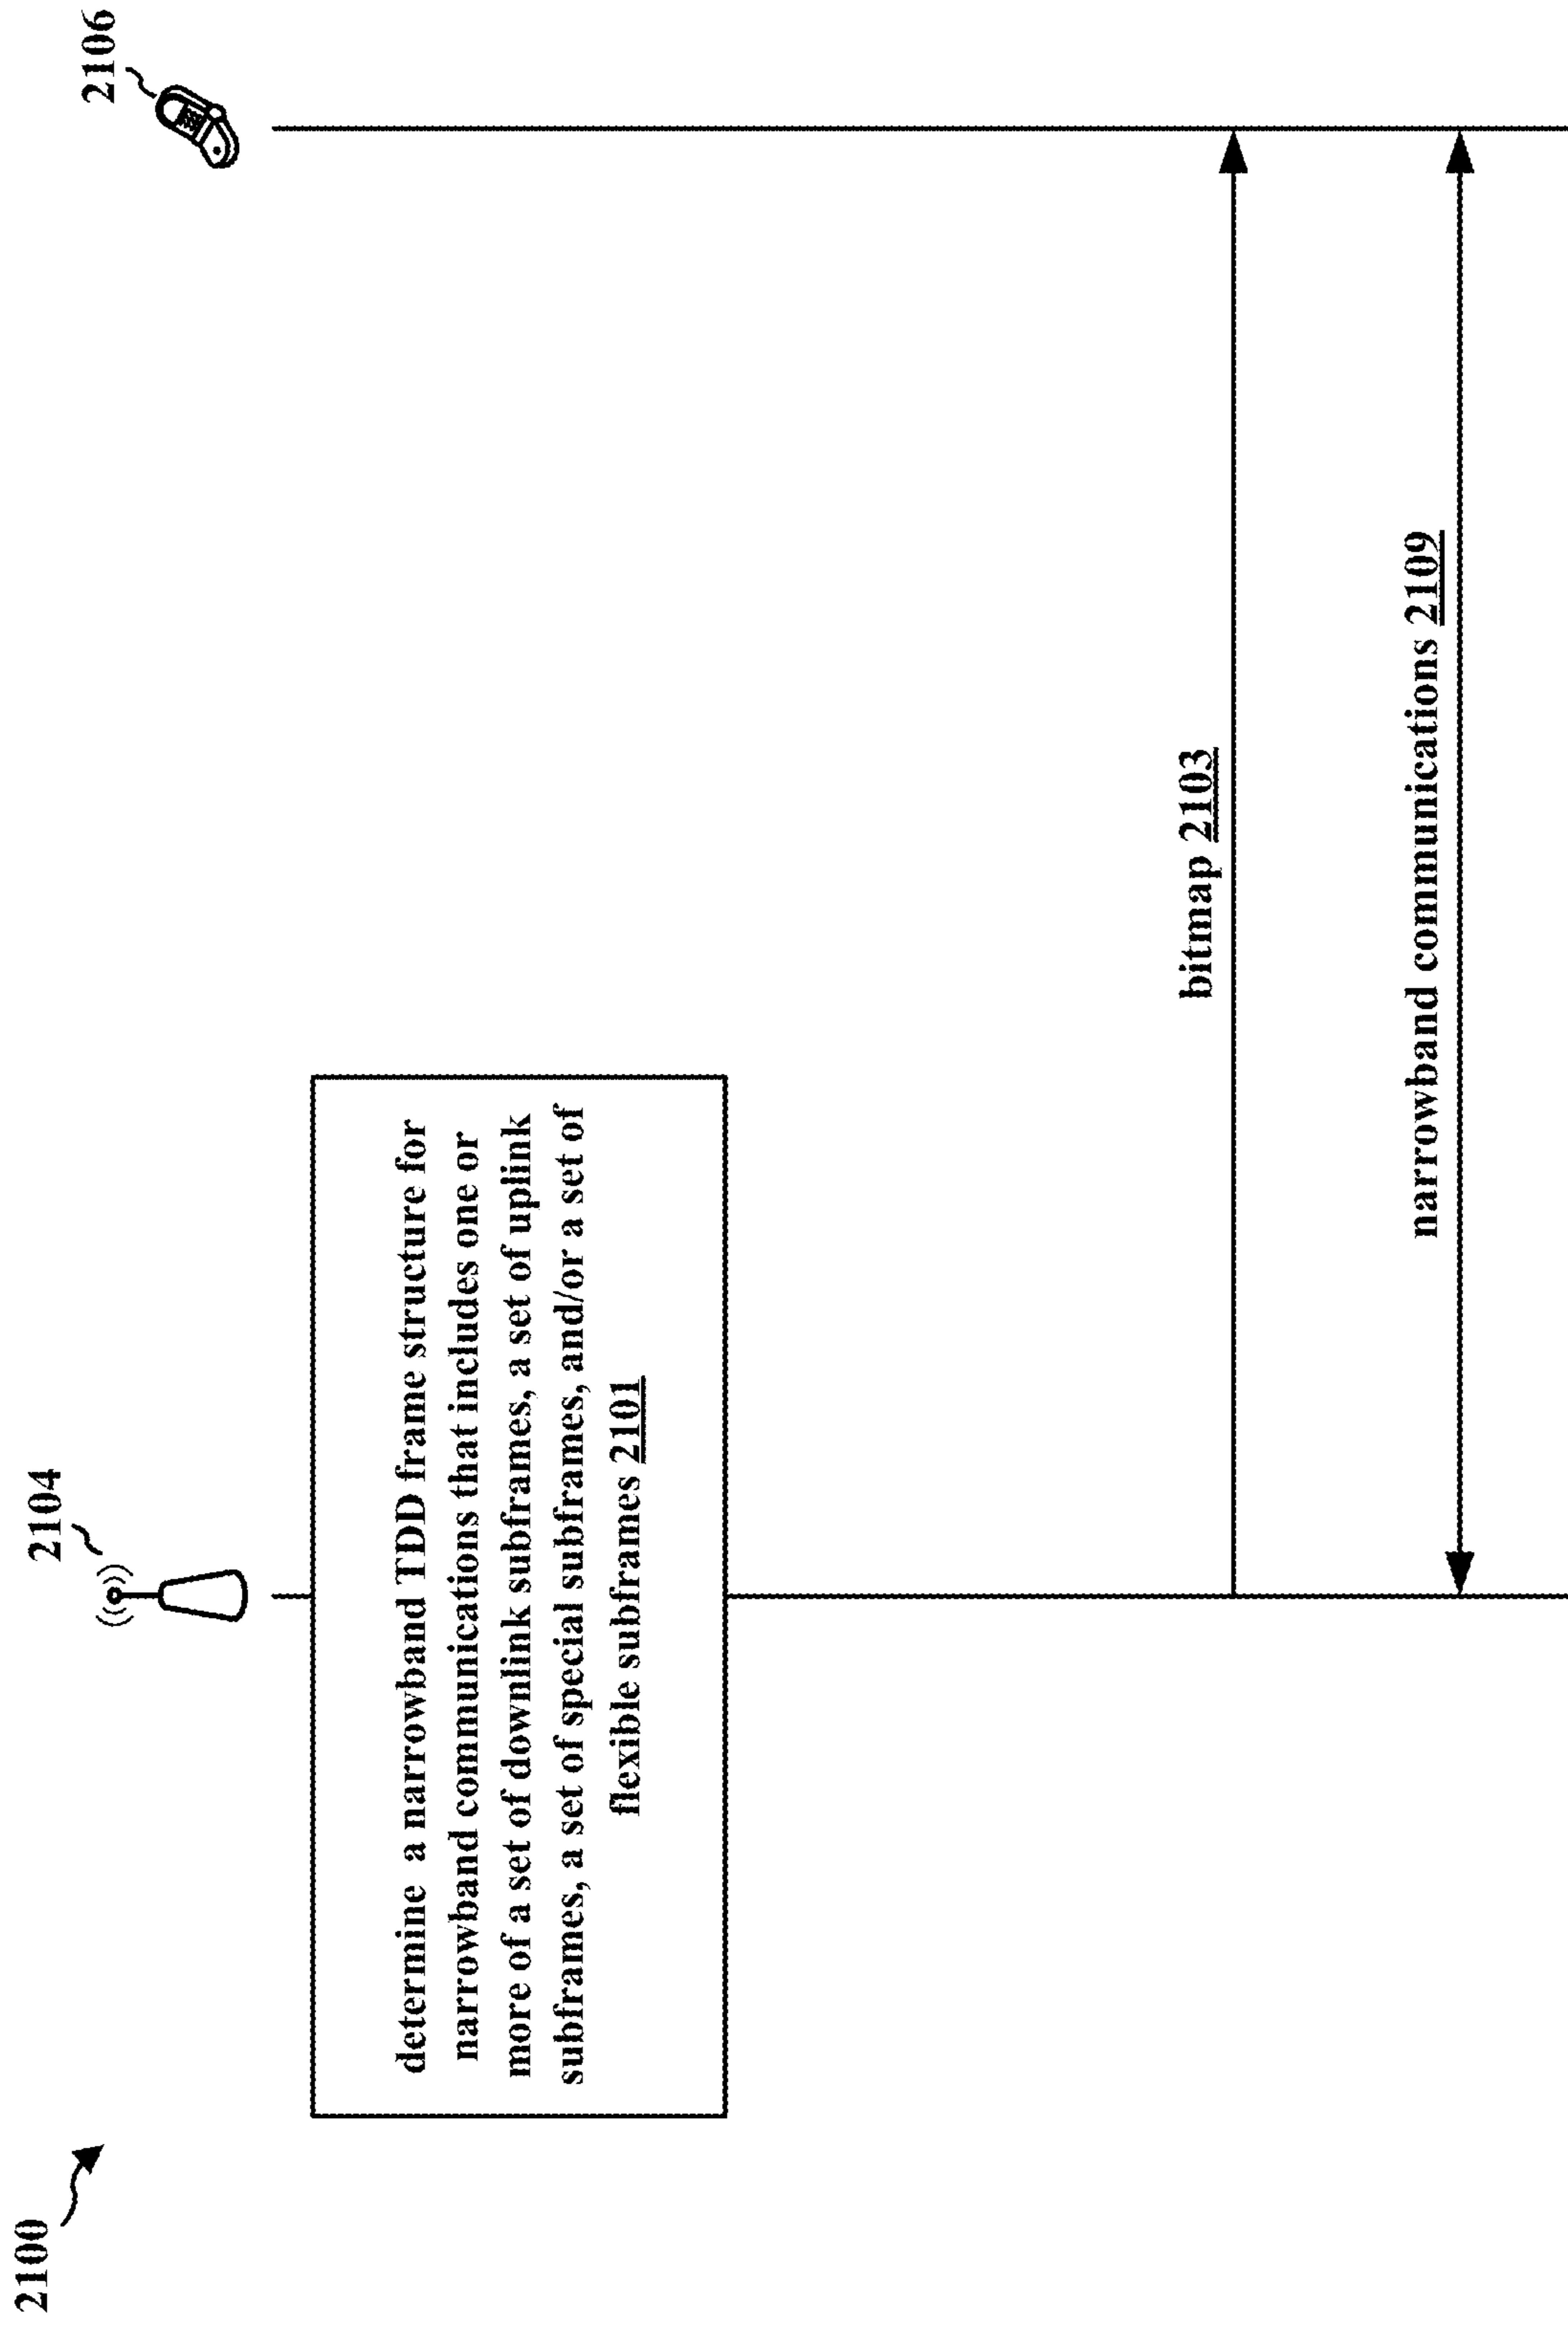 2100
2104
2106
determine a narrowband TDD frame structure for
narrowband communications that includes one or
more of a set of downlink subframes, a set of uplink
subframes, a set of special subframes, and/or a set of
flexible subframes 2101
bitmap 2103
narrowband communications 2109